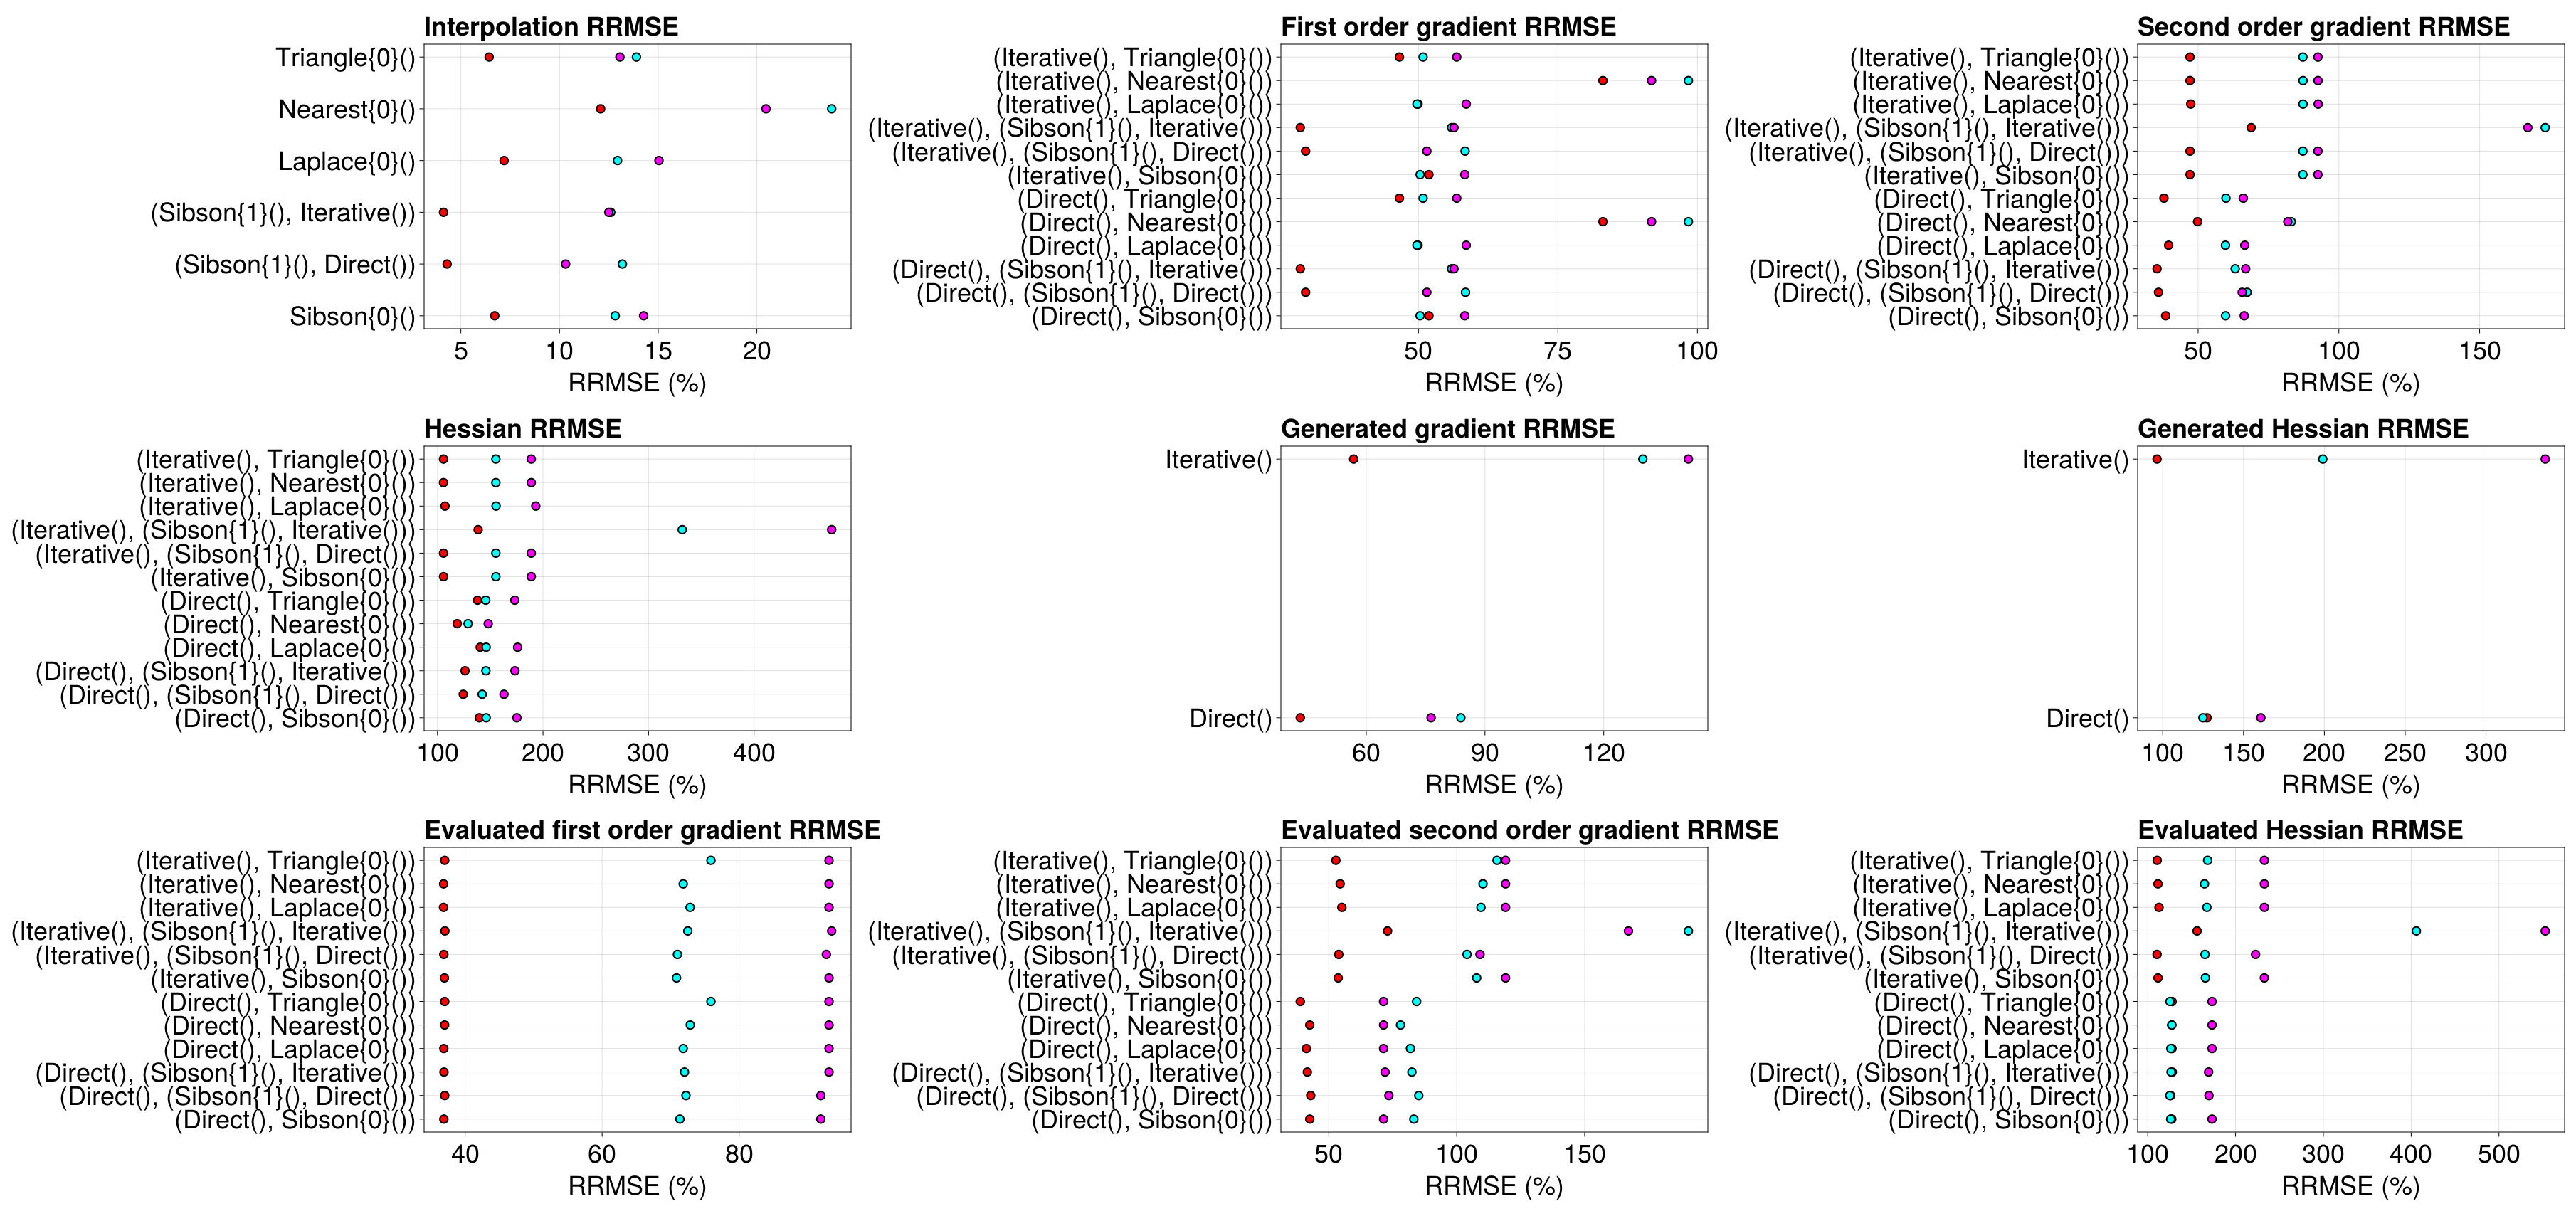 Interpolation RRMSE
Triangle{0}()
Nearest{0}()
Laplace{0}()
(Sibson{1}(), Iterative())
(Sibson{1}(), Direct())
Sibson{0}()
5 10 15 20
RRMSE (%)
First order gradient RRMSE
(Iterative(), Triangle{0}())
(Iterative(), Nearest{0}())
(Iterative(), Laplace{0}())
(Iterative(), (Sibson{1}(), Iterative()))
(Iterative(), (Sibson{1}(), Direct()))
(Iterative(), Sibson{0}())
(Direct(), Triangle{0}())
(Direct(), Nearest{0}())
(Direct(), Laplace{0}())
(Direct(), (Sibson{1}(), Iterative()))
(Direct(), (Sibson{1}(), Direct()))
(Direct(), Sibson{0}())
50 75 100
RRMSE (%)
Second order gradient RRMSE
(Iterative(), Triangle{0}())
(Iterative(), Nearest{0}())
(Iterative(), Laplace{0}())
(Iterative(), (Sibson{1}(), Iterative()))
(Iterative(), (Sibson{1}(), Direct()))
(Iterative(), Sibson{0}())
(Direct(), Triangle{0}())
(Direct(), Nearest{0}())
(Direct(), Laplace{0}())
(Direct(), (Sibson{1}(), Iterative()))
(Direct(), (Sibson{1}(), Direct()))
(Direct(), Sibson{0}())
50 100 150
RRMSE (%)
Hessian RRMSE
(Iterative(), Triangle{0}())
(Iterative(), Nearest{0}())
(Iterative(), Laplace{0}())
(Iterative(), (Sibson{1}(), Iterative()))
(Iterative(), (Sibson{1}(), Direct()))
(Iterative(), Sibson{0}())
(Direct(), Triangle{0}())
(Direct(), Nearest{0}())
(Direct(), Laplace{0}())
(Direct(), (Sibson{1}(), Iterative()))
(Direct(), (Sibson{1}(), Direct()))
(Direct(), Sibson{0}())
100 200 300 400
RRMSE (%)
Generated gradient RRMSE
Iterative()
Direct()
60 90 120
RRMSE (%)
Generated Hessian RRMSE
Iterative()
Direct()
100 150 200 250 300
RRMSE (%)
Evaluated first order gradient RRMSE
(Iterative(), Triangle{0}())
(Iterative(), Nearest{0}())
(Iterative(), Laplace{0}())
(Iterative(), (Sibson{1}(), Iterative()))
(Iterative(), (Sibson{1}(), Direct()))
(Iterative(), Sibson{0}())
(Direct(), Triangle{0}())
(Direct(), Nearest{0}())
(Direct(), Laplace{0}())
(Direct(), (Sibson{1}(), Iterative()))
(Direct(), (Sibson{1}(), Direct()))
(Direct(), Sibson{0}())
40 60 80
RRMSE (%)
Evaluated second order gradient RRMSE
(Iterative(), Triangle{0}())
(Iterative(), Nearest{0}())
(Iterative(), Laplace{0}())
(Iterative(), (Sibson{1}(), Iterative()))
(Iterative(), (Sibson{1}(), Direct()))
(Iterative(), Sibson{0}())
(Direct(), Triangle{0}())
(Direct(), Nearest{0}())
(Direct(), Laplace{0}())
(Direct(), (Sibson{1}(), Iterative()))
(Direct(), (Sibson{1}(), Direct()))
(Direct(), Sibson{0}())
50 100 150
RRMSE (%)
Evaluated Hessian RRMSE
(Iterative(), Triangle{0}())
(Iterative(), Nearest{0}())
(Iterative(), Laplace{0}())
(Iterative(), (Sibson{1}(), Iterative()))
(Iterative(), (Sibson{1}(), Direct()))
(Iterative(), Sibson{0}())
(Direct(), Triangle{0}())
(Direct(), Nearest{0}())
(Direct(), Laplace{0}())
(Direct(), (Sibson{1}(), Iterative()))
(Direct(), (Sibson{1}(), Direct()))
(Direct(), Sibson{0}())
100 200 300 400 500
RRMSE (%)